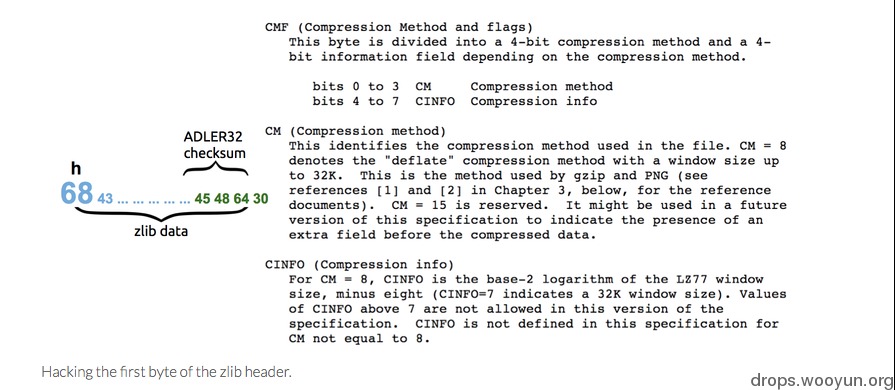 CMF (Compression Method and flags)
This byte is divided into a 4-bit compression method and a 4-
bit information field depending on the compression method.
bits 0 to 3 CM Compression method
bits 4 to 7 CINFO Compression info
ADLER32
checksum
h
68 43 ... ... ... ... ... 45 48 64 30
zlib data
CM (Compression method)
This identifies the compression method used in the file. CM = 8
denotes the "deflate" compression method with a window size up
to 32K. This is the method used by gzip and PNG (see
references [1] and [2] in Chapter 3, below, for the reference
documents). CM = 15 is reserved. It might be used in a future
version of this specification to indicate the presence of an
extra field before the compressed data.
CINFO (Compression info)
For CM = 8, CINFO is the base-2 logarithm of the LZ77 window
size, minus eight (CINFO=7 indicates a 32K window size). Values
of CINFO above 7 are not allowed in this version of the
specification. CINFO is not defined in this specification for
CM not equal to 8.
Hacking the first byte of the zlib header.
drops.wooyun.org